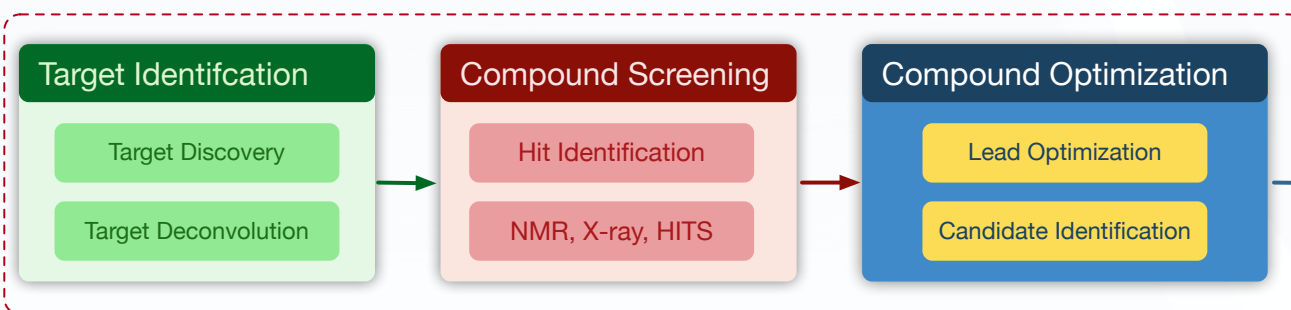 Target Identifcation
Target Discovery
Target Deconvolution
Compound Screening
Hit Identification
NMR, X-ray, HITS
Compound Optimization
Lead Optimization
Candidate Identification